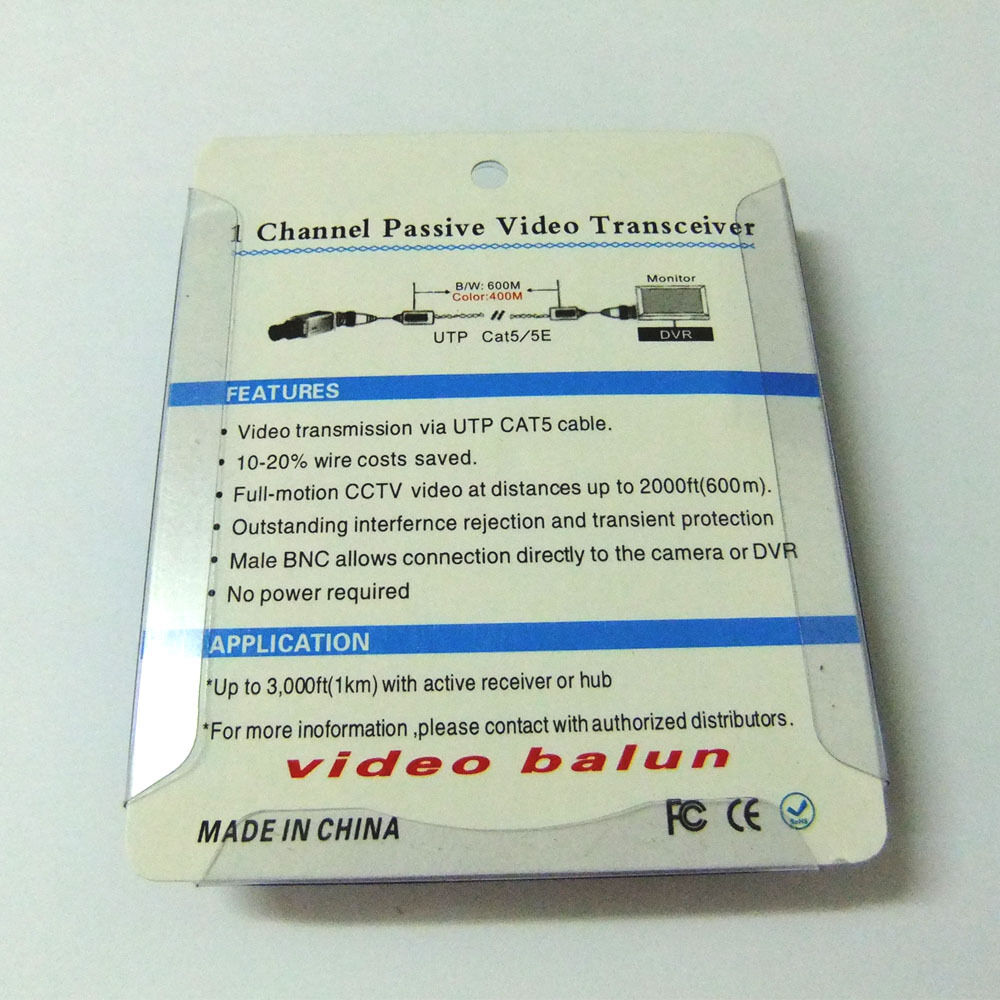 1 Channel Passive Video Transceiver
Monitor
B/W: 600M
Color:400M
UTP Cat5/5E
DVR
FEATURES
• Video transmission via UTP CAT5 cable.
• 10-20% wire costs saved.
• Full-motion CCTV video at distances up to 2000ft(600m).
• Outstanding interfernce rejection and transient protection
• Male BNC allows connection directly to the camera or DVR
• No power required
APPLICATION
*Up to 3,000ft(1km) with active receiver or hub
*For more inoformation ,please contact with authorized distributors.
video balun
MADE IN CHINA
FC CE RoHS